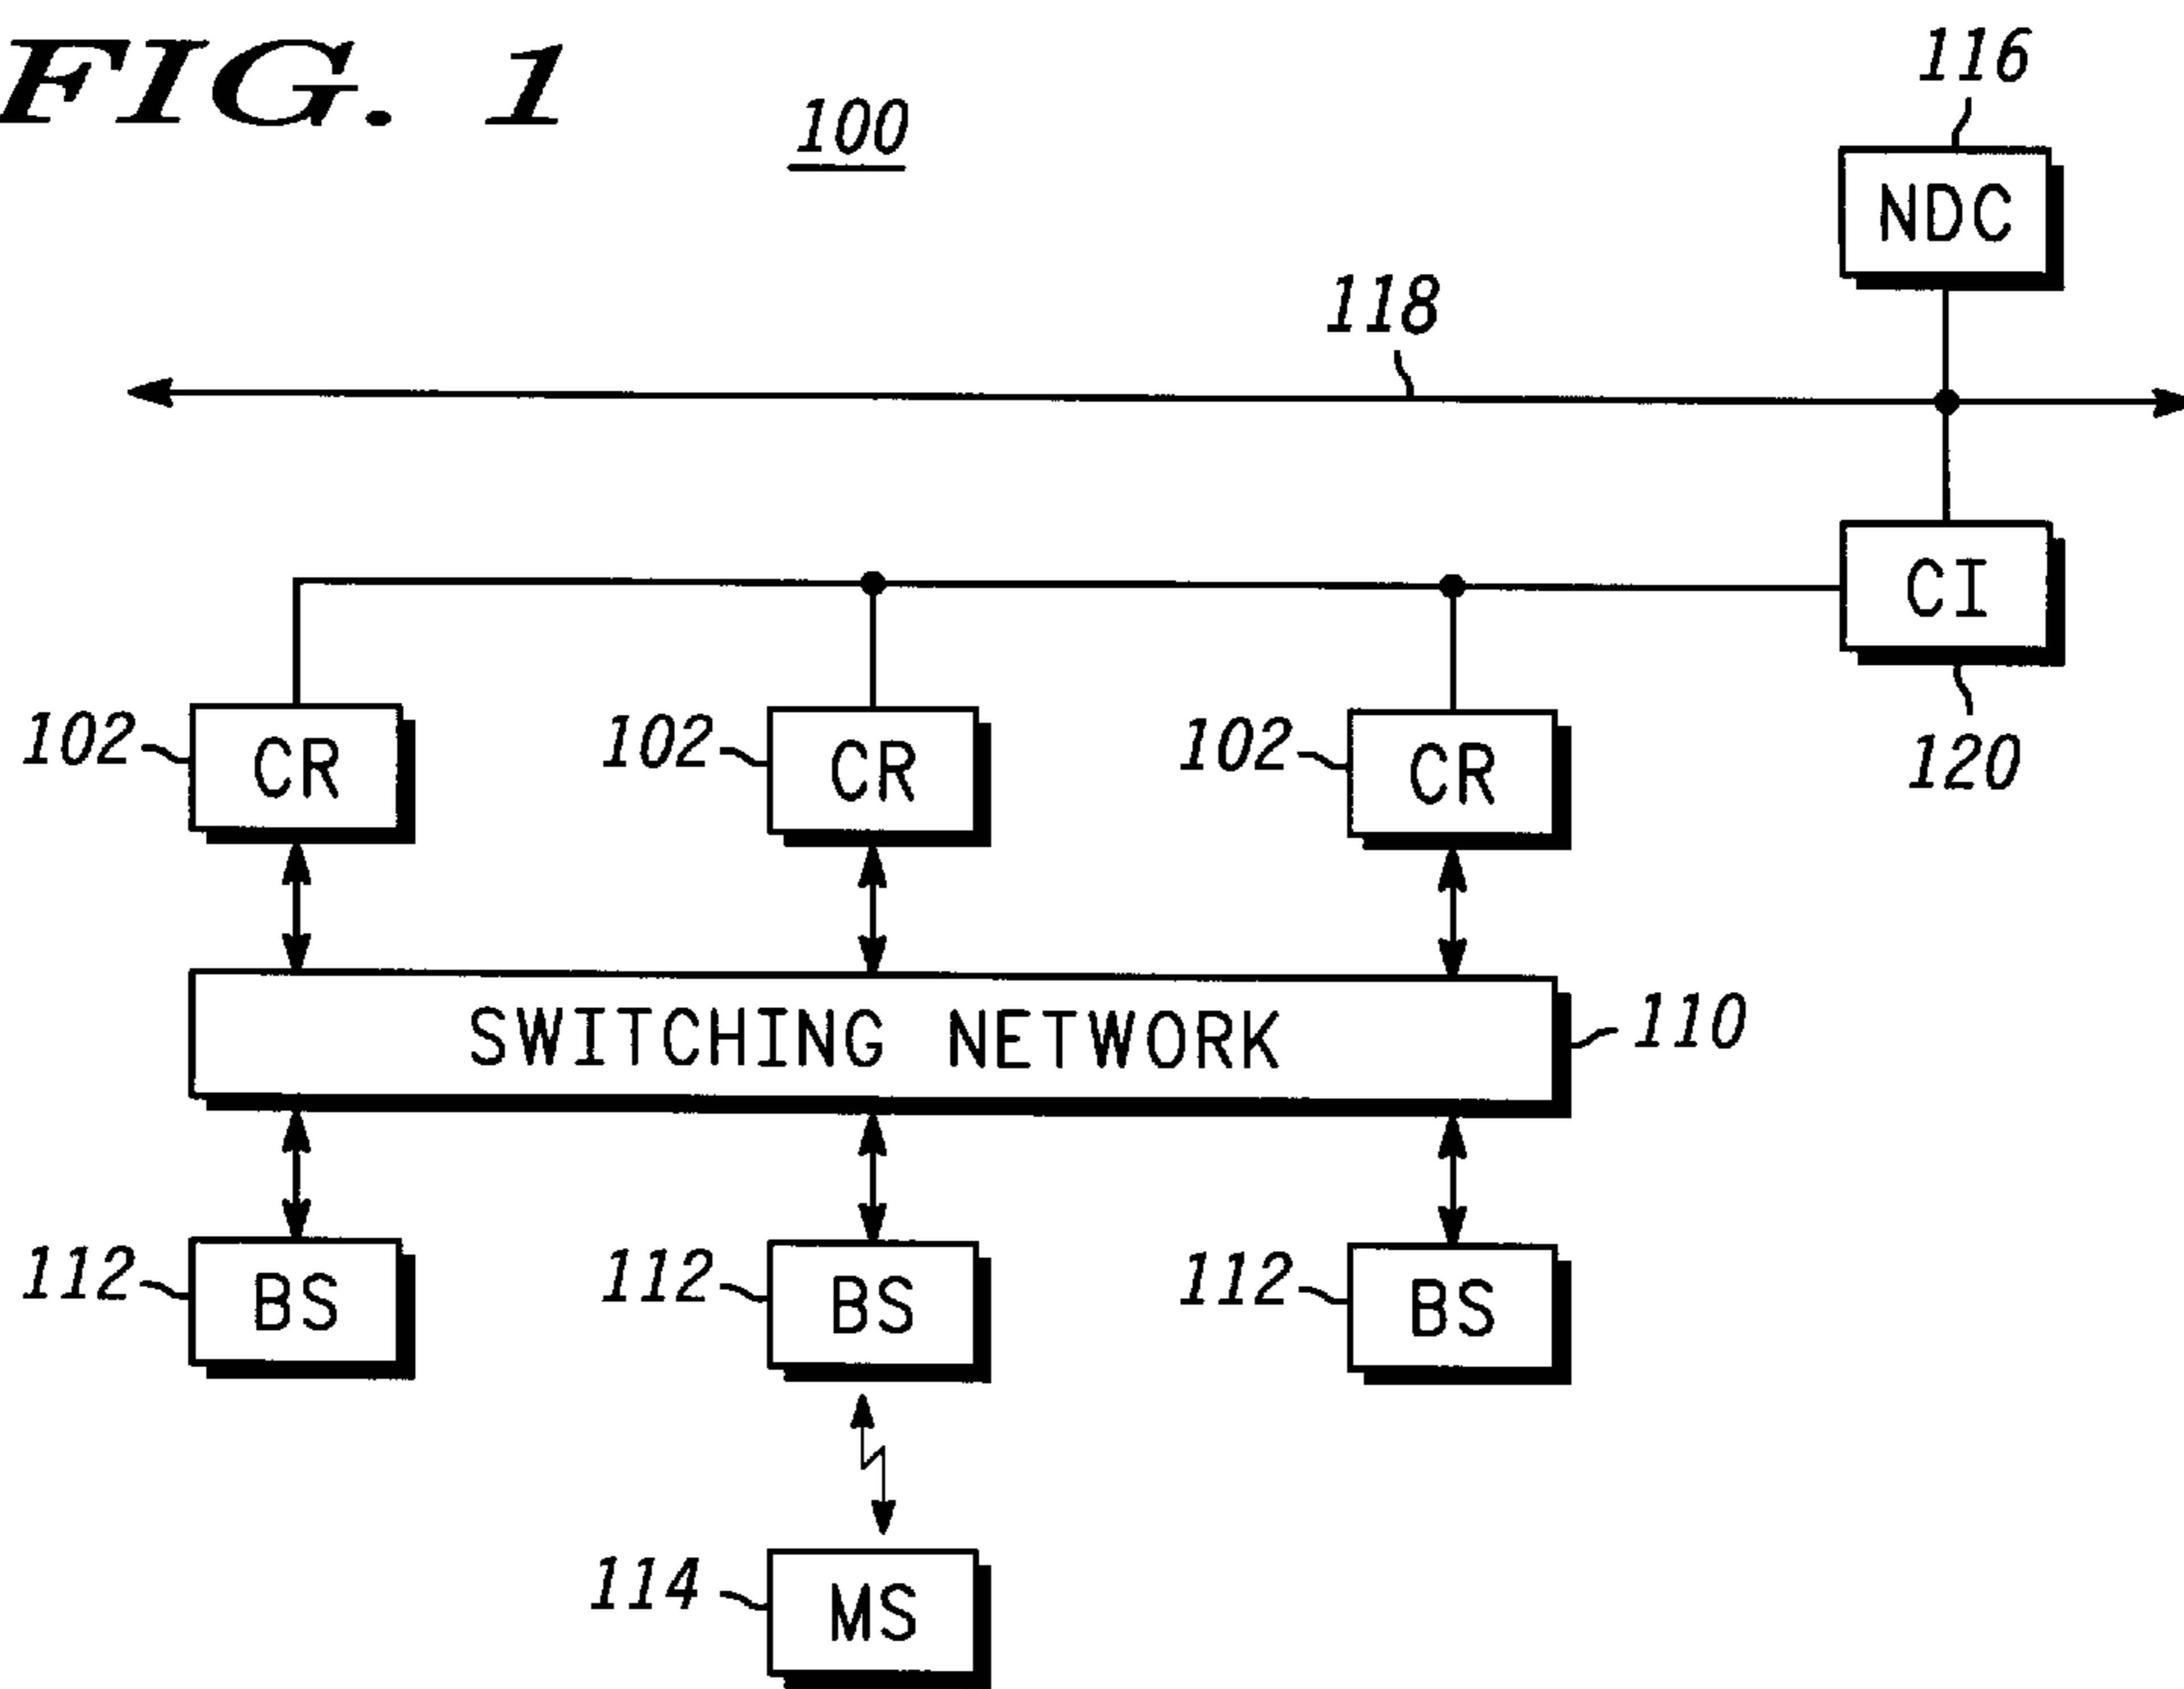 FIG. 1
100
116
NDC
118
CI
120
102 CR 102 CR 102 CR
SWITCHING NETWORK 110
112 BS 112 BS 112 BS
114 MS